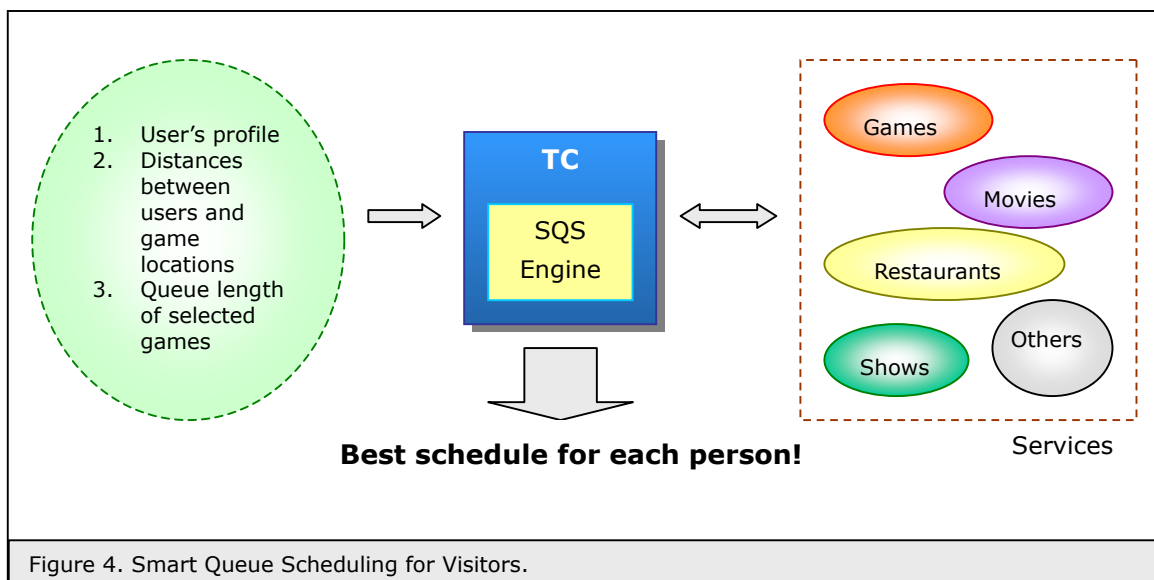 1. User's profile
2. Distances
between
users and
game
locations
3. Queue length
of selected
games
TC
SQS
Engine
Games
Movies
Restaurants
Others
Shows
Services
Best schedule for each person!
Figure 4. Smart Queue Scheduling for Visitors.